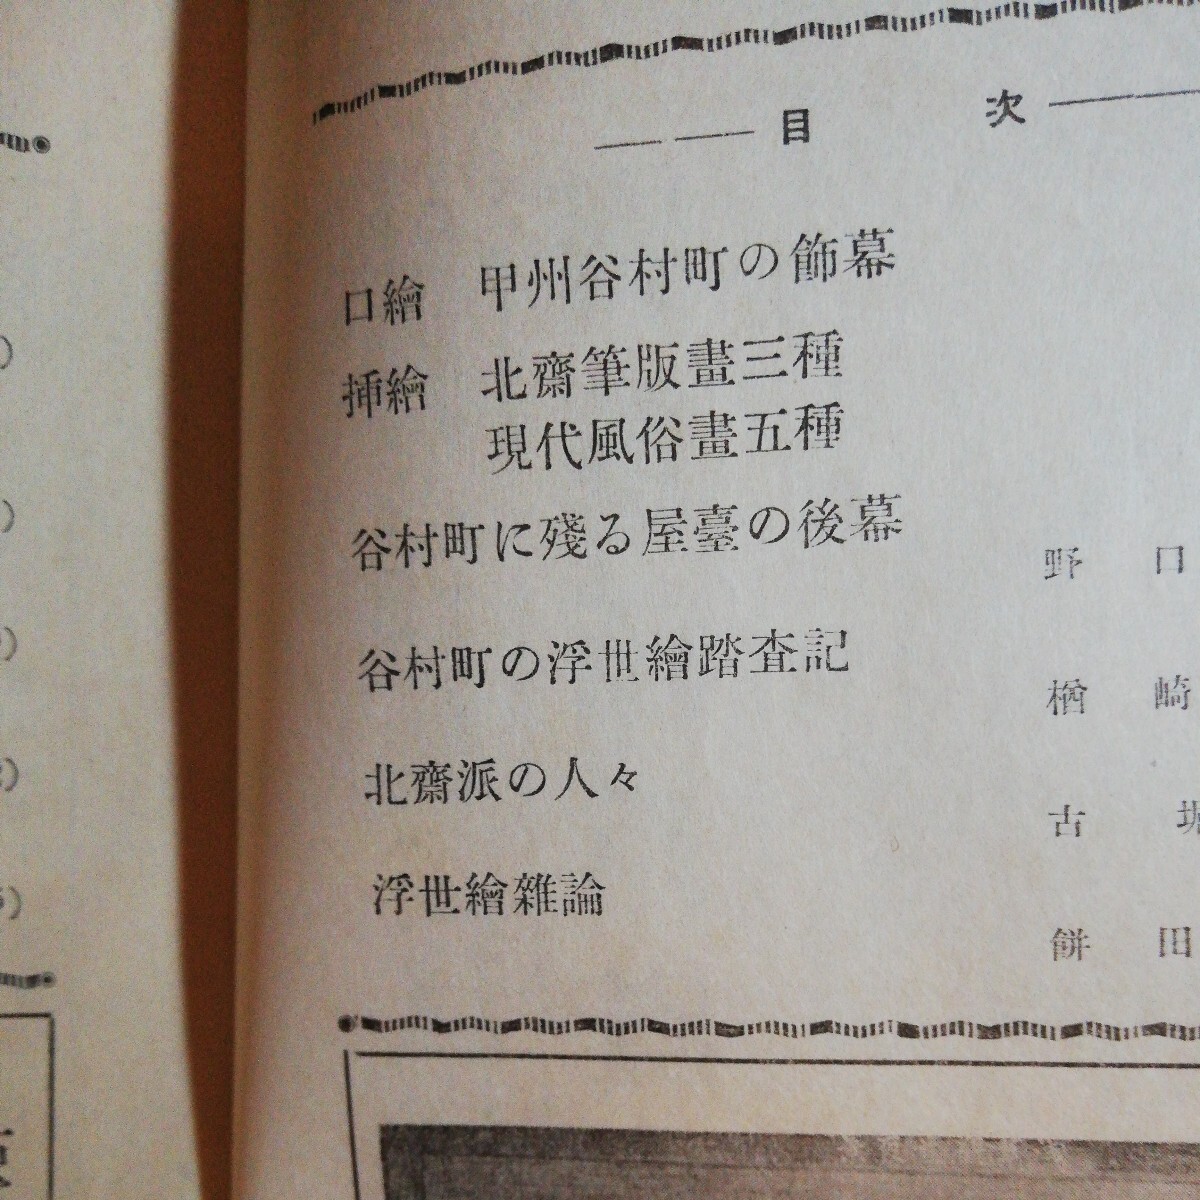 目次
口繪 甲州谷村町の飾幕
挿繪 北齋筆版畫三種
現代風俗畫五種
谷村町に殘る屋臺の後幕
野口
谷村町の浮世繪踏査記
楢崎
北齋派の人々
古堀
浮世繪雜論
餅田